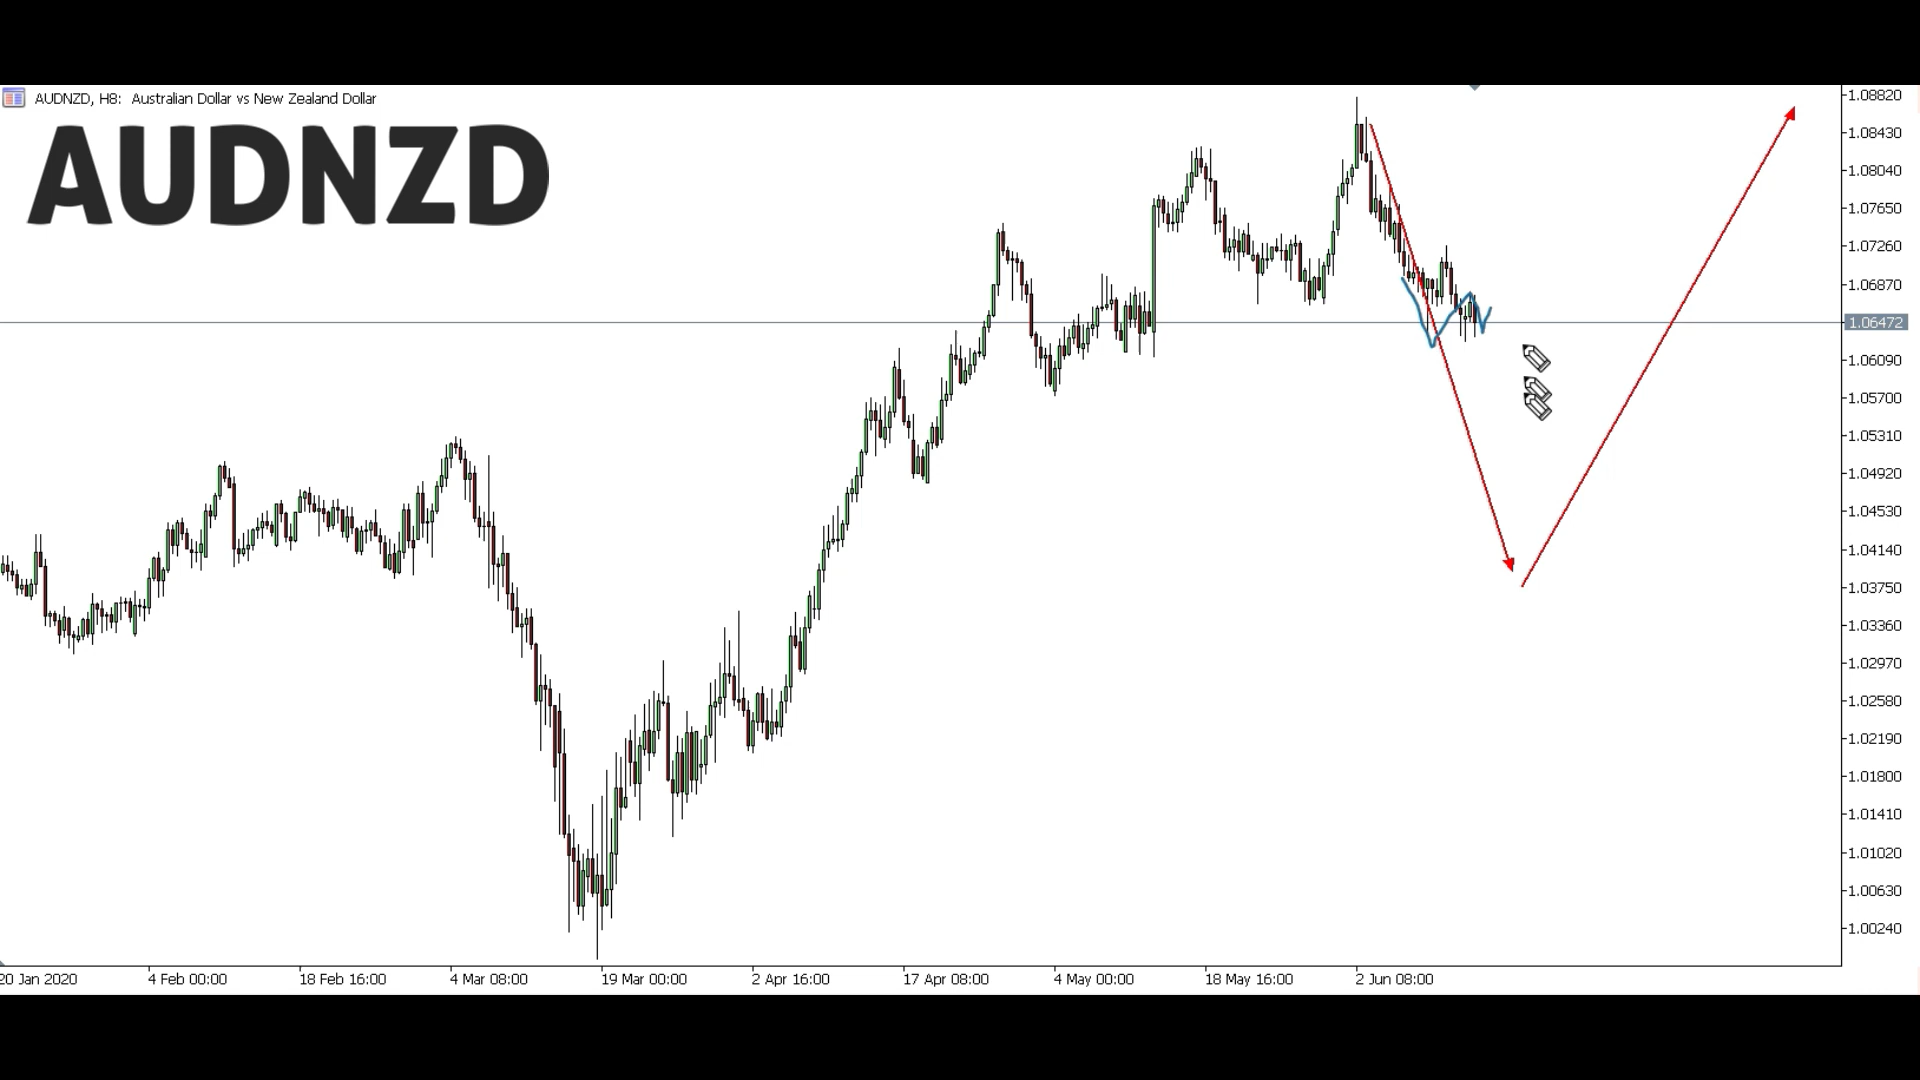 AUDNZD, H8: Australian Dollar vs New Zealand Dollar
AUDNZD
1.08820
1.08430
1.08040
1.07650
1.07260
1.06870
1.06472
1.06090
1.05700
1.05310
1.04920
1.04530
1.04140
1.03750
1.03360
1.02970
1.02580
1.02190
1.01800
1.01410
1.01020
1.00630
1.00240
20 Jan 2020
4 Feb 00:00
18 Feb 16:00
4 Mar 08:00
19 Mar 00:00
2 Apr 16:00
17 Apr 08:00
4 May 00:00
18 May 16:00
2 Jun 08:00